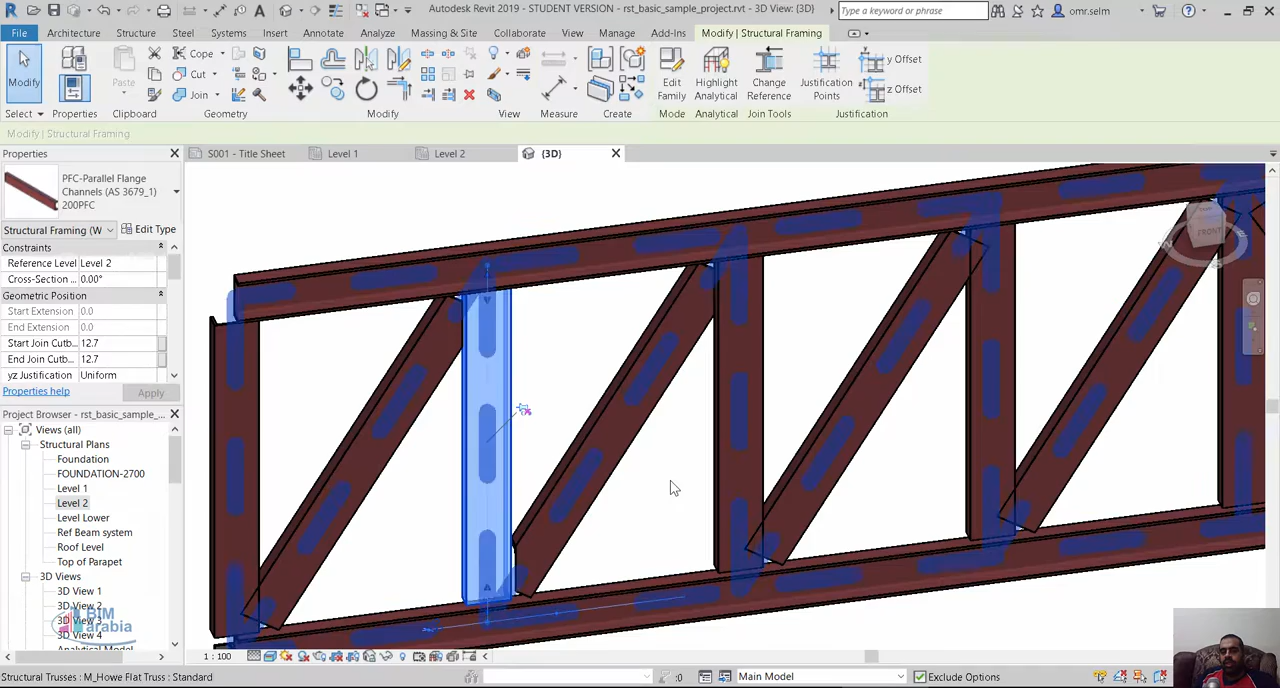 Autodesk Revit 2019 - STUDENT VERSION - rst_basic_sample_project.rvt - 3D View: {3D}
Type a keyword or phrase
omr.selm
File Architecture Structure Steel Systems Insert Annotate Analyze Massing & Site Collaborate View Manage Add-Ins Modify | Structural Framing
Modify
Paste
Cope
Cut
Join
Edit
Family
Highlight
Analytical
Change
Reference
Justification
Points
y Offset
z Offset
Select Properties Clipboard Geometry Modify View Measure Create Mode Analytical Join Tools Justification
Modify | Structural Framing
Properties
S001 - Title Sheet
Level 1
Level 2
(3D)
PFC-Parallel Flange
Channels (AS 3679_1)
200PFC
Structural Framing (W
Edit Type
Constraints
Reference Level Level 2
Cross-Section ... 0.00°
Geometric Position
Start Extension 0.0
End Extension 0.0
Start Join Cutb... 12.7
End Join Cutb... 12.7
yz Justification Uniform
Properties help
Apply
Project Browser - rst_basic_sample_...
Views (all)
Structural Plans
Foundation
FOUNDATION-2700
Level 1
Level 2
Level Lower
Ref Beam system
Roof Level
Top of Parapet
3D Views
3D View 1
3D View 2
3D View 3
3D View 4
BIM
arabia
FRONT
1 : 100
Structural Trusses : M_Howe Flat Truss : Standard
:0
Main Model
Exclude Options